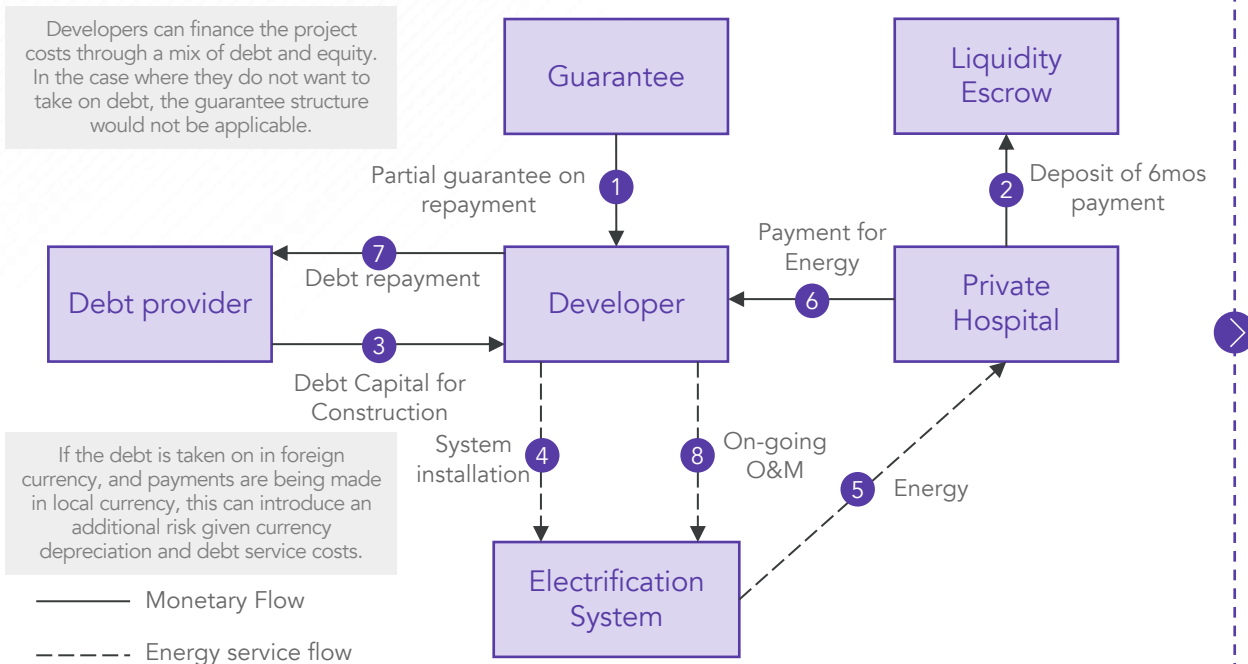 Developers can finance the project
costs through a mix of debt and equity.
In the case where they do not want to
take on debt, the guarantee structure
would not be applicable.
Guarantee
Liquidity
Escrow
Partial guarantee on
repayment
1
2
Deposit of 6mos
payment
7
Debt repayment
Payment for
Energy
6
Debt provider
Developer
Private
Hospital
3
Debt Capital for
Construction
System
installation
4
8
On-going
O&M
5
Energy
If the debt is taken on in foreign
currency, and payments are being made
in local currency, this can introduce an
additional risk given currency
depreciation and debt service costs.
Electrification
System
Monetary Flow
Energy service flow